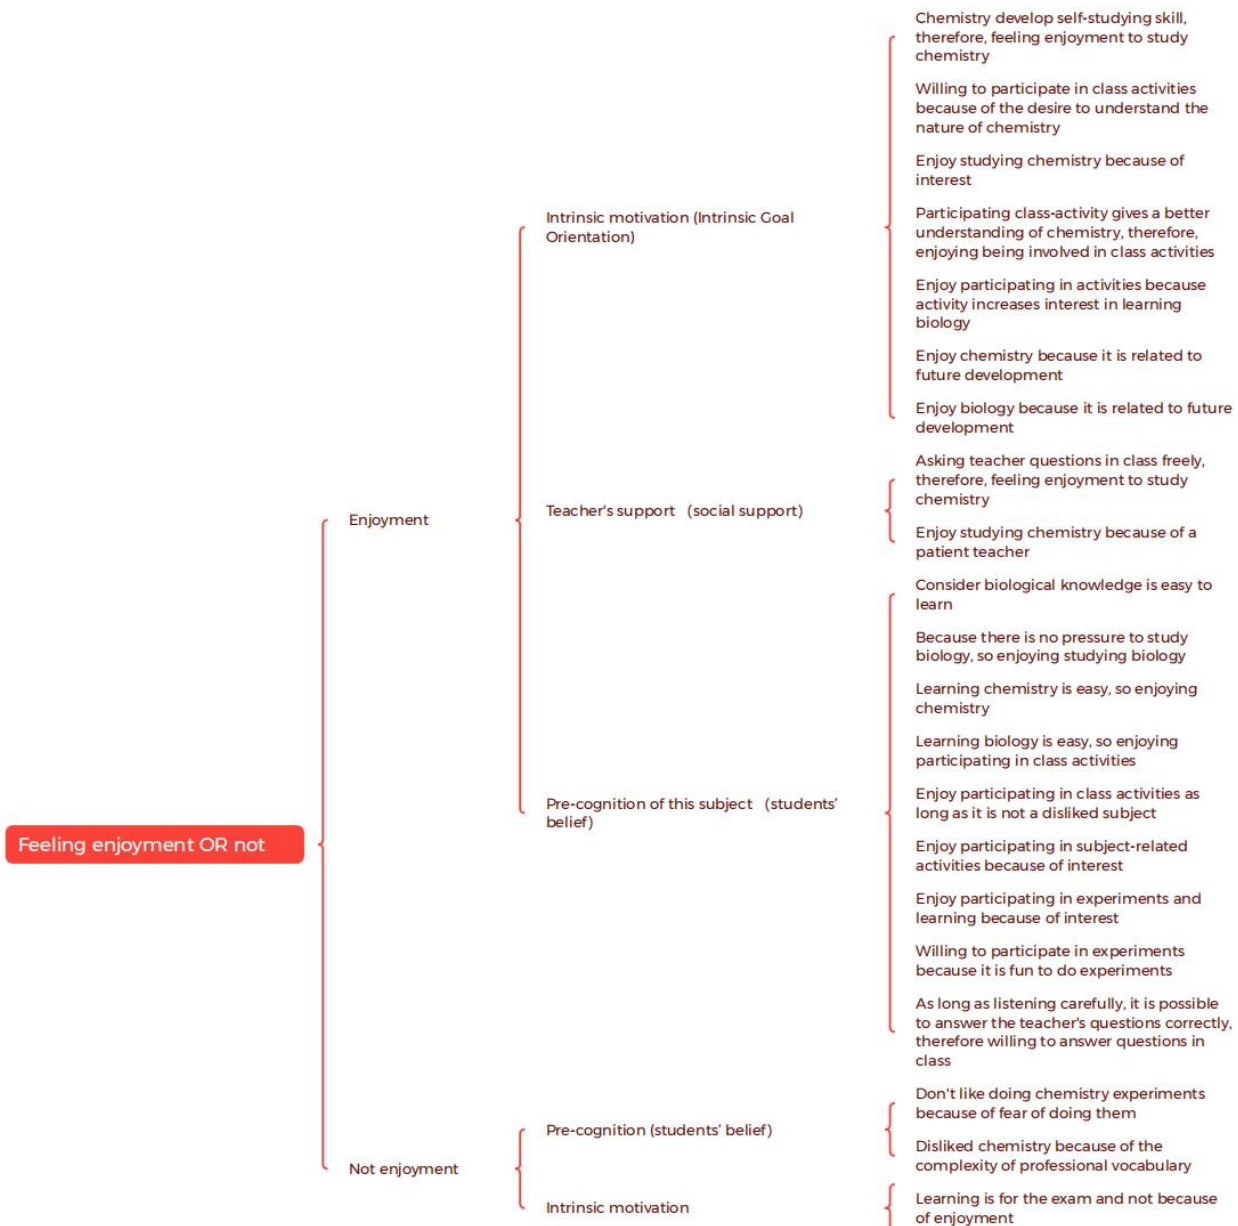 Chemistry develop self-studying skill,
therefore, feeling enjoyment to study
chemistry
Willing to participate in class activities
because of the desire to understand the
nature of chemistry
Enjoy studying chemistry because of
interest
Intrinsic motivation (Intrinsic Goal
Orientation)
Participating class-activity gives a better
understanding of chemistry, therefore,
enjoying being involved in class activities
Enjoy participating in activities because
activity increases interest in learning
biology
Enjoy chemistry because it is related to
future development
Enjoy biology because it is related to future
development
Asking teacher questions in class freely,
therefore, feeling enjoyment to study
chemistry
Enjoyment
Teacher's support (social support)
Enjoy studying chemistry because of a
patient teacher
Consider biological knowledge is easy to
learn
Because there is no pressure to study
biology, so enjoying studying biology
Learning chemistry is easy, so enjoying
chemistry
Learning biology is easy, so enjoying
participating in class activities
Pre-cognition of this subject (students'
belief)
Enjoy participating in class activities as
long as it is not a disliked subject
Feeling enjoyment OR not
Enjoy participating in subject-related
activities because of interest
Enjoy participating in experiments and
learning because of interest
Willing to participate in experiments
because it is fun to do experiments
As long as listening carefully, it is possible
to answer the teacher's questions correctly,
therefore willing to answer questions in
class
Don't like doing chemistry experiments
because of fear of doing them
Pre-cognition (students' belief)
Disliked chemistry because of the
complexity of professional vocabulary
Not enjoyment
Intrinsic motivation
Learning is for the exam and not because
of enjoyment